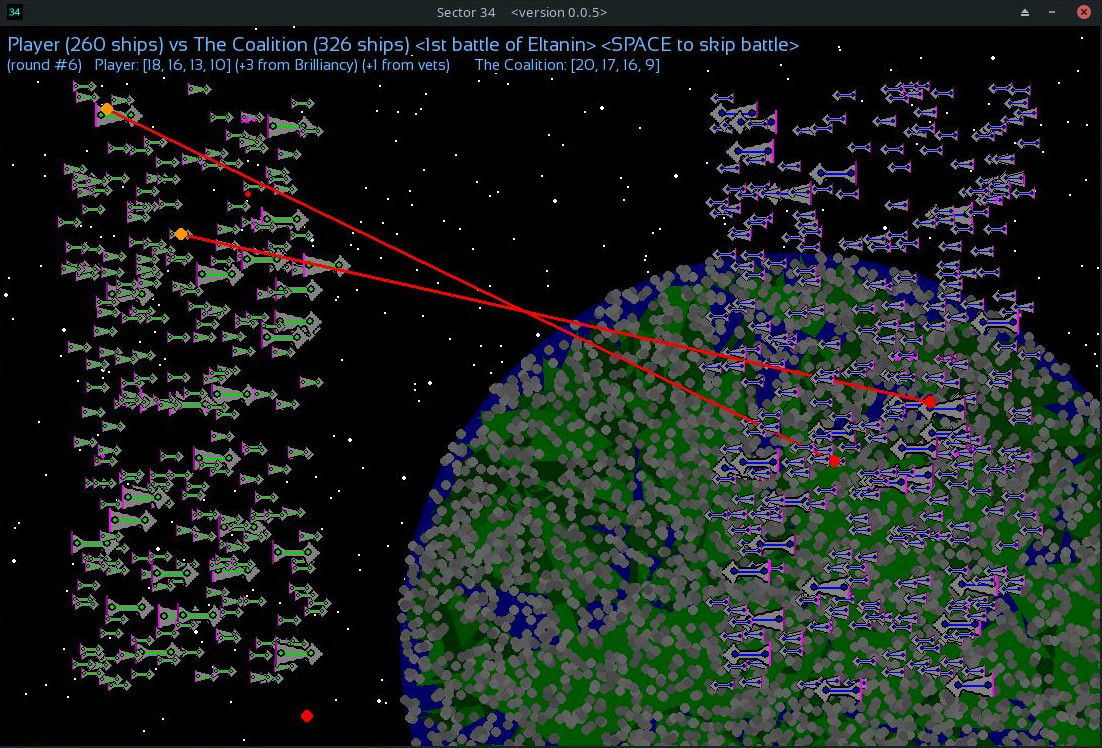 34
Sector 34 <version 0.0.5>
Player (260 ships) vs The Coalition (326 ships) <1st battle of Eltanin> <SPACE to skip battle>
(round #6) Player: [18, 16, 13, 10] (+3 from Brilliancy) (+1 from vets) The Coalition: [20, 17, 16, 9]